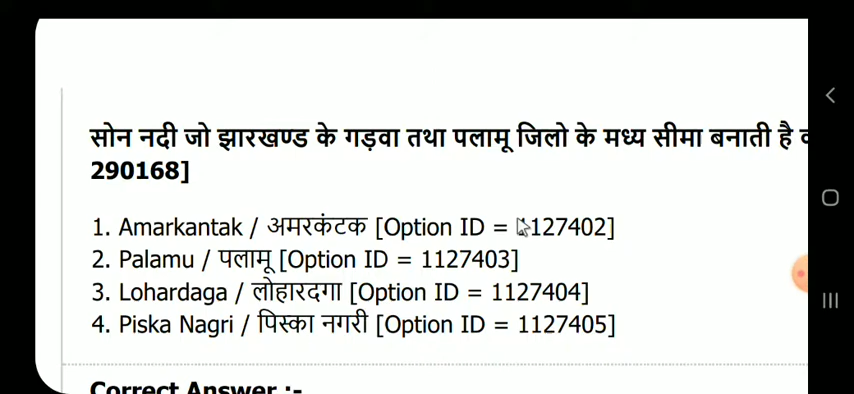 सोन नदी जो झारखण्ड के गड़वा तथा पलामू जिलो के मध्य सीमा बनाती है
290168]
1. Amarkantak / अमरकंटक [Option ID = 1127402]
2. Palamu / पलामू [Option ID = 1127403]
3. Lohardaga / लोहारदगा [Option ID = 1127404]
4. Piska Nagri / पिस्का नगरी [Option ID = 1127405]
Correct Answer :-